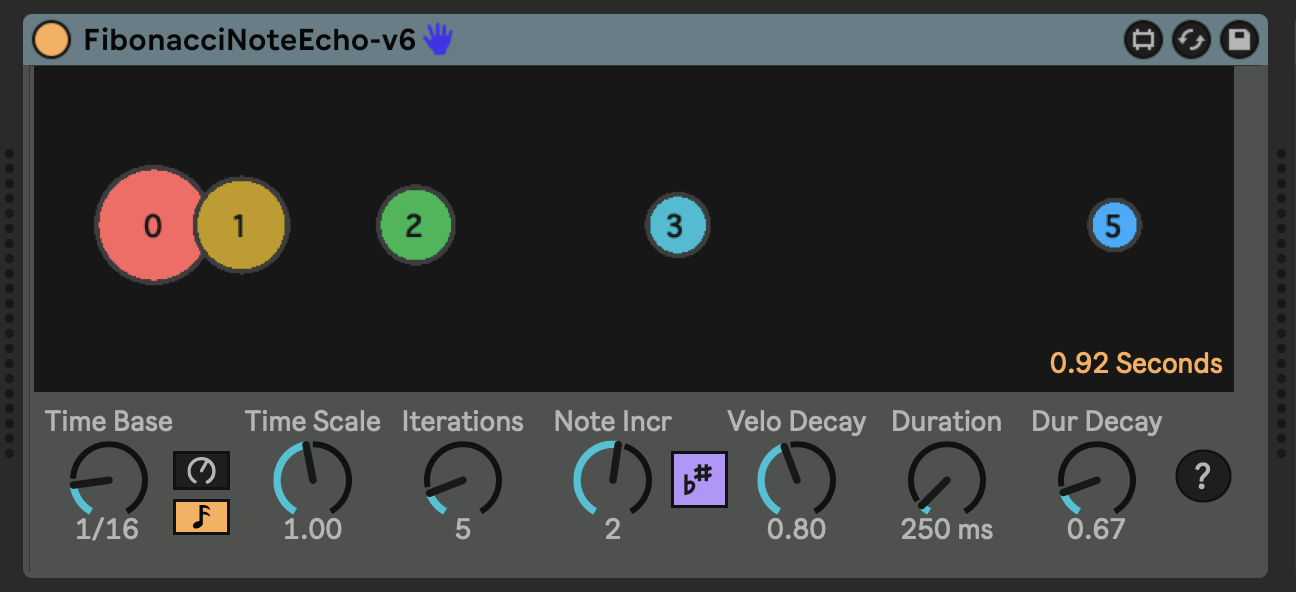 FibonacciNoteEcho-v6
0 1 2 3 5
0.92 Seconds
Time Base Time Scale Iterations Note Incr Velo Decay Duration Dur Decay
♭# ?
1/16 1.00 5 2 0.80 250 ms 0.67